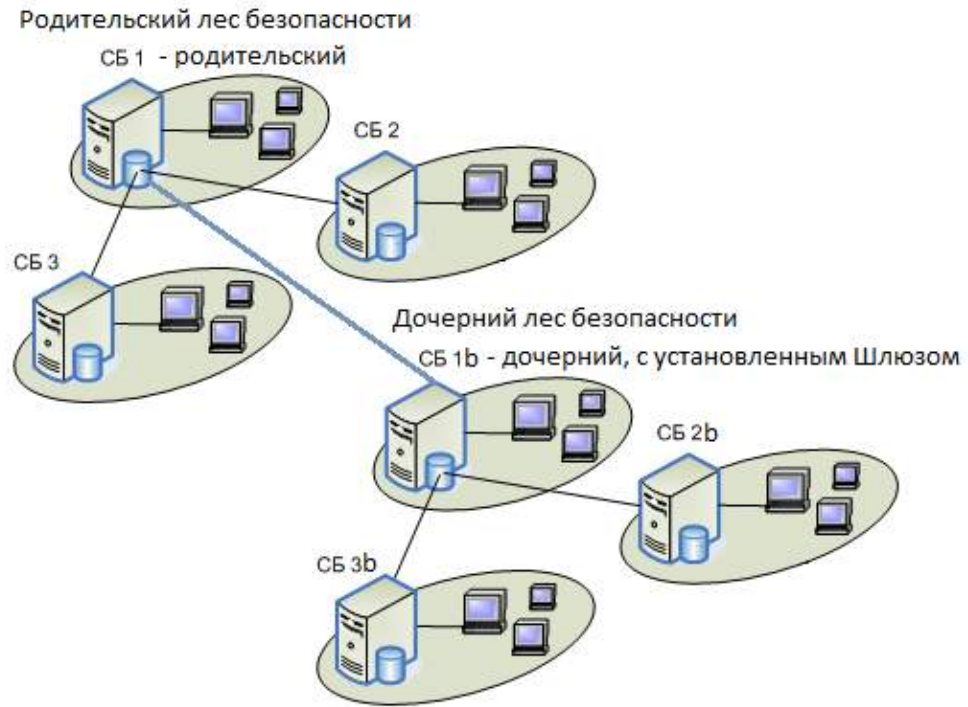 Родительский лес безопасности
СБ 1 - родительский
СБ 2
СБ 3
Дочерний лес безопасности
СБ 1b - дочерний, с установленным Шлюзом
СБ 2b
СБ 3b